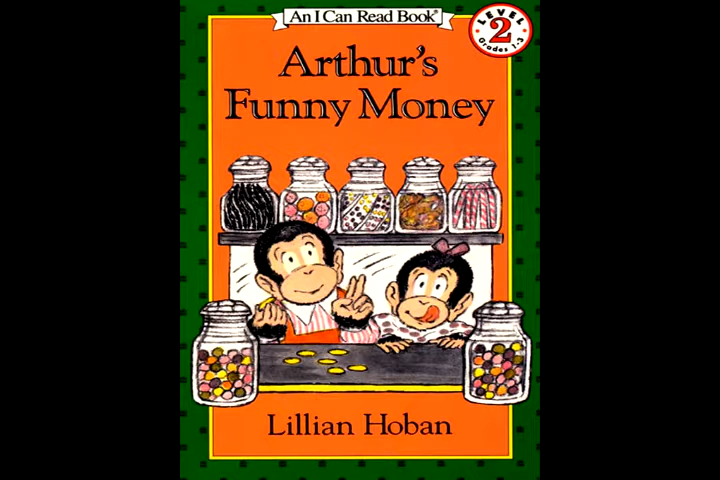 An I Can Read Book®
LEVEL
2
Grades 1-3
Arthur's
Funny Money
Lillian Hoban